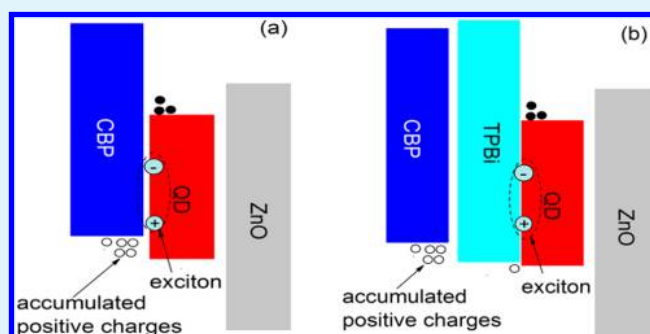 (a)
CBP
QD
ZnO
-
+
exciton
accumulated
positive charges
(b)
CBP
TPBi
QD
ZnO
-
+
exciton
accumulated
positive charges